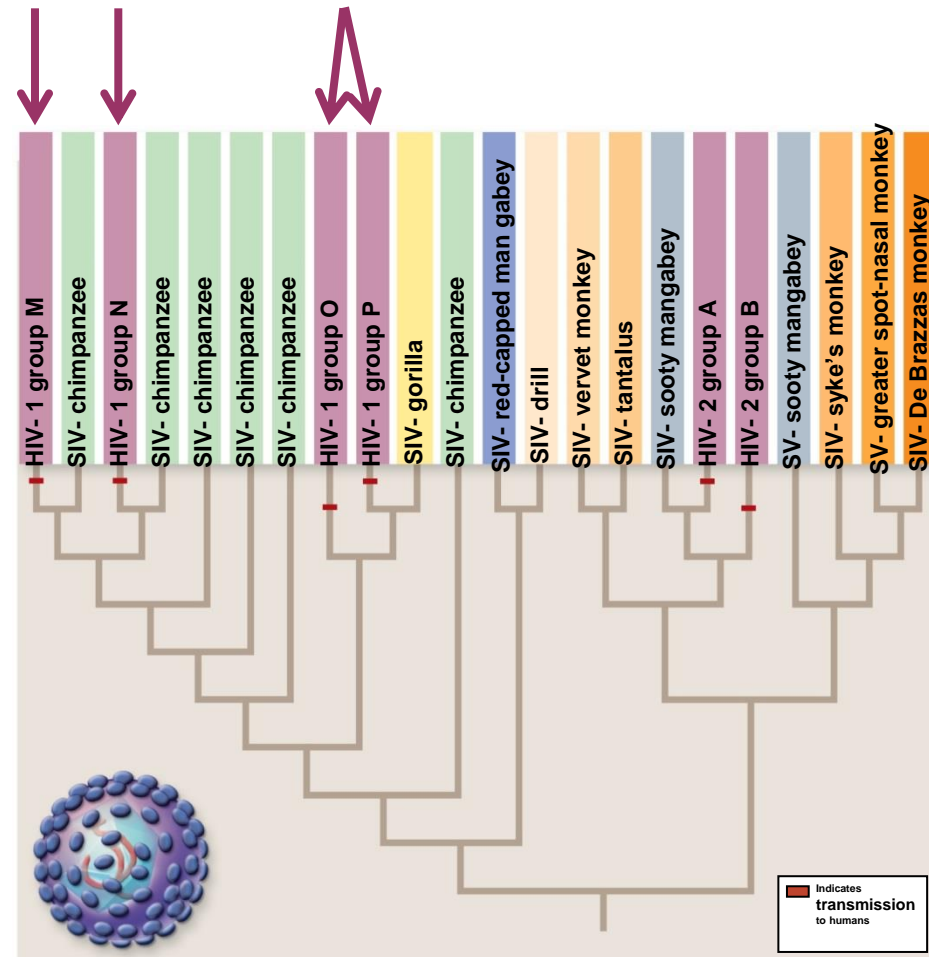 HIV- 1 group M
SIV- chimpanzee
HIV- 1 group N
SIV- chimpanzee
SIV- chimpanzee
SIV- chimpanzee
SIV- chimpanzee
HIV- 1 group O
HIV- 1 group P
SIV- gorilla
SIV- chimpanzee
SIV- red-capped man gabey
SIV- drill
SIV- vervet monkey
SIV- tantalus
SIV- sooty mangabey
HIV- 2 group A
HIV- 2 group B
SV- sooty mangabey
SIV- syke's monkey
SV- greater spot-nasal monkey
SIV- De Brazzas monkey
Indicates
transmission
to humans